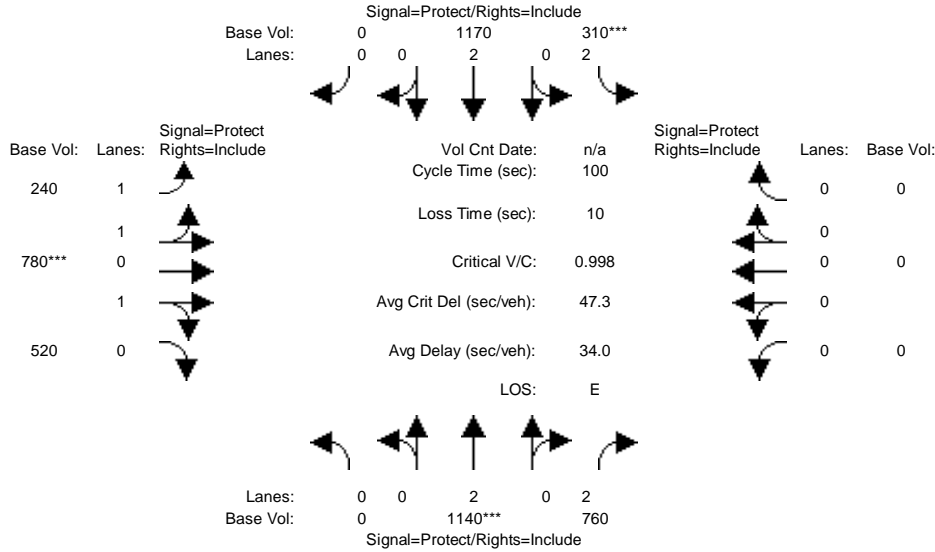 Signal=Protect/Rights=Include
Base Vol: 0 1170 310***
Lanes: 0 0 2 0 2
Signal=Protect
Base Vol: Lanes: Rights=Include
Vol Cnt Date: n/a
Signal=Protect
Rights=Include Lanes: Base Vol:
Cycle Time (sec): 100
240 1
0 0
Loss Time (sec): 10
1
0
780*** 0
Critical V/C: 0.998
0 0
1
Avg Crit Del (sec/veh): 47.3
0
520 0
Avg Delay (sec/veh): 34.0
0 0
LOS: E
Lanes: 0 0 2 0 2
Base Vol: 0 1140*** 760
Signal=Protect/Rights=Include